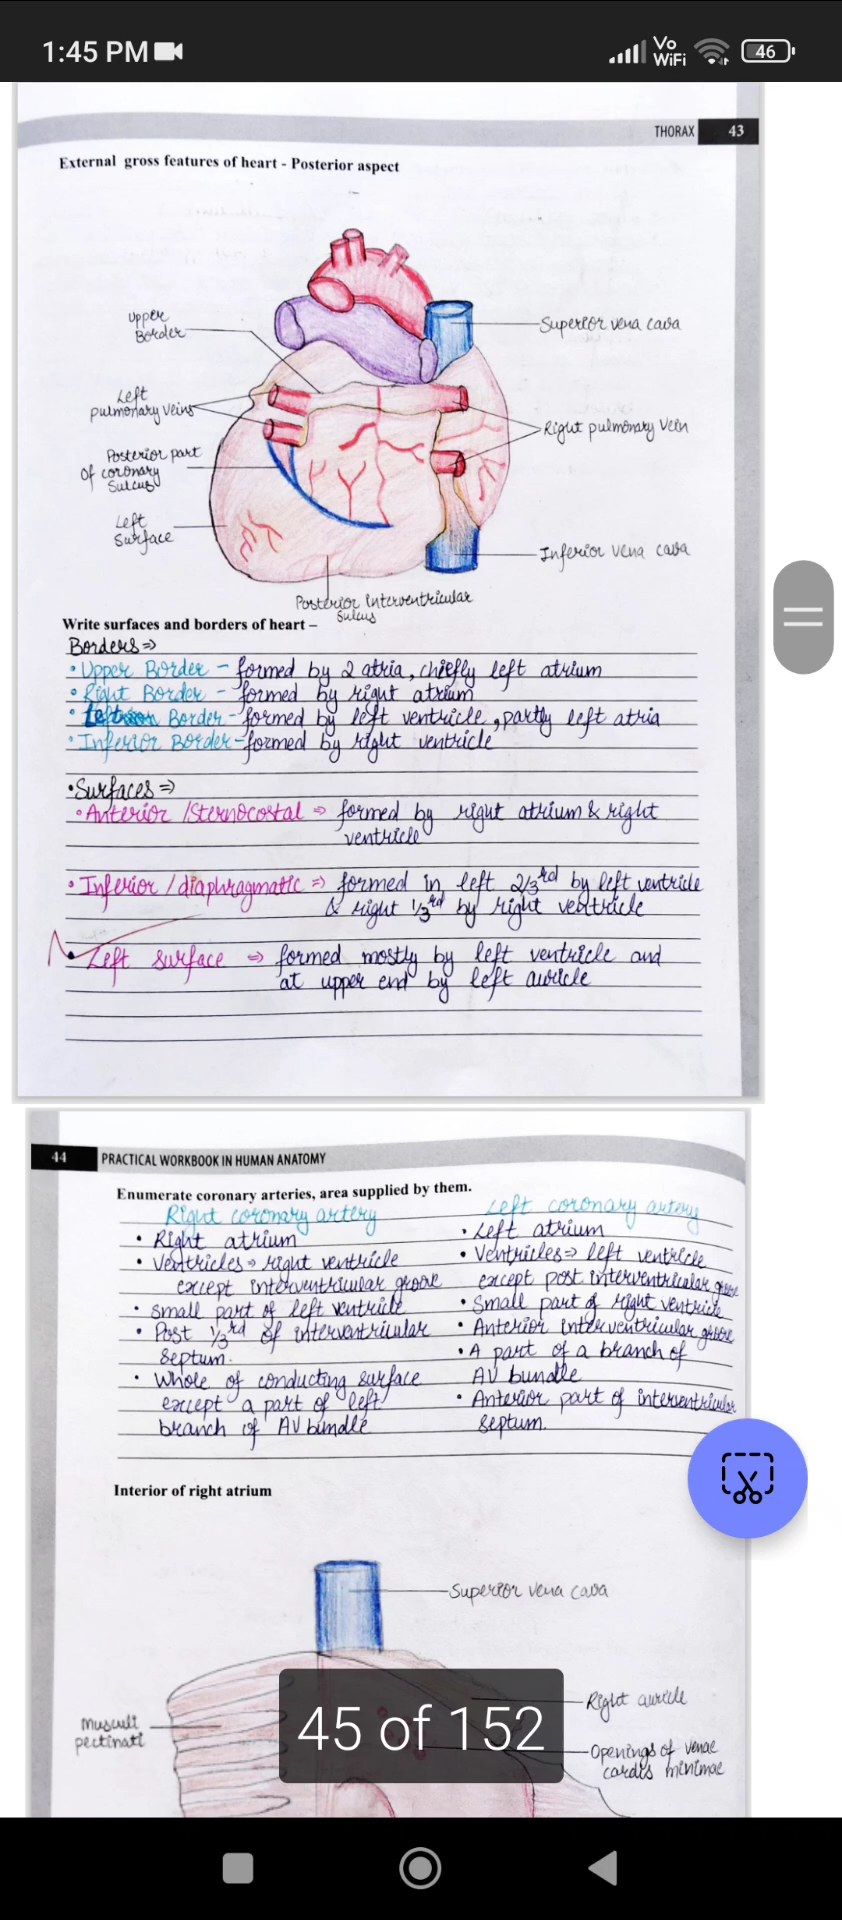 1:45 PM
Vo
WiFi
46
THORAX 43
External gross features of heart - Posterior aspect
Upper
Border
Superior vena cava
Left
pulmonary veins
Right pulmonary vein
Posterior part
of coronary
Sulcus
Left
Surface
Inferior vena cava
Posterior Interventricular
Sulcus
Write surfaces and borders of heart –
Borders ⇒
• Upper Border - formed by 2 atria, chiefly left atrium
• Right Border - formed by right atrium
• Left Border - formed by left ventricle, partly left atria
• Inferior Border - formed by right ventricle
• Surfaces ⇒
• Anterior / Sternocostal ⇒ formed by right atrium & right
ventricle
• Inferior / diaphragmatic ⇒ formed in left 2/3rd by left ventricle
& right 1/3rd by right ventricle
• Left surface ⇒ formed mostly by left ventricle and
at upper end by left auricle
44 PRACTICAL WORKBOOK IN HUMAN ANATOMY
Enumerate coronary arteries, area supplied by them.
Right coronary artery
• Right atrium
• Ventricles ⇒ right ventricle
except interventricular groove
• small part of left ventricle
• Post 1/3rd of interventricular
Septum.
• Whole of conducting surface
except a part of left
branch of AV bundle
Left coronary artery
• Left atrium
• Ventricles ⇒ left ventricle
except post interventricular groove
• Small part of right ventricle
• Anterior interventricular groove
• A part of a branch of
AV bundle
• Anterior part of interventricular
Septum.
Interior of right atrium
Superior vena cava
Right auricle
Musculi
pectinati
Openings of venae
cordis minimae
45 of 152